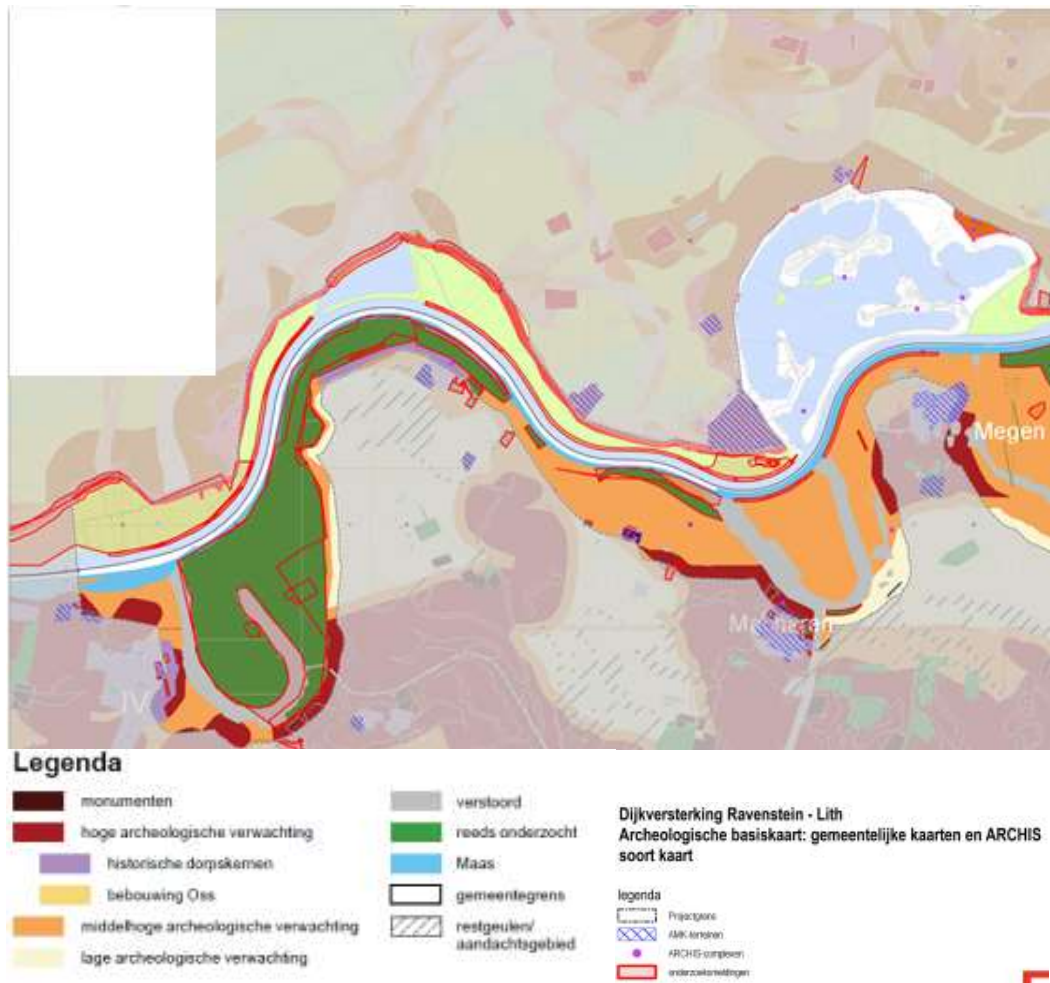 Megen
Legenda
monumenten
hoge archeologische verwachting
historische dorpskernen
bebouwing Oss
middelhoge archeologische verwachting
lage archeologische verwachting
verstoord
reeds onderzocht
Maas
gemeentegrens
restgeulen/
aandachtsgebied
Dijkversterking Ravenstein - Lith
Archeologische basiskaart: gemeentelijke kaarten en ARCHIS
soort kaart
legenda
Projectgrens
AMK-terreinen
ARCHIS-complexen
onderzoeksmeldingen